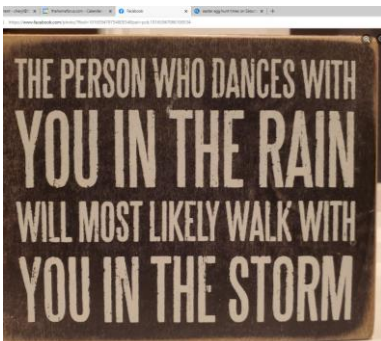 Facebook
THE PERSON WHO DANCES WITH
YOU IN THE RAIN
WILL MOST LIKELY WALK WITH
YOU IN THE STORM